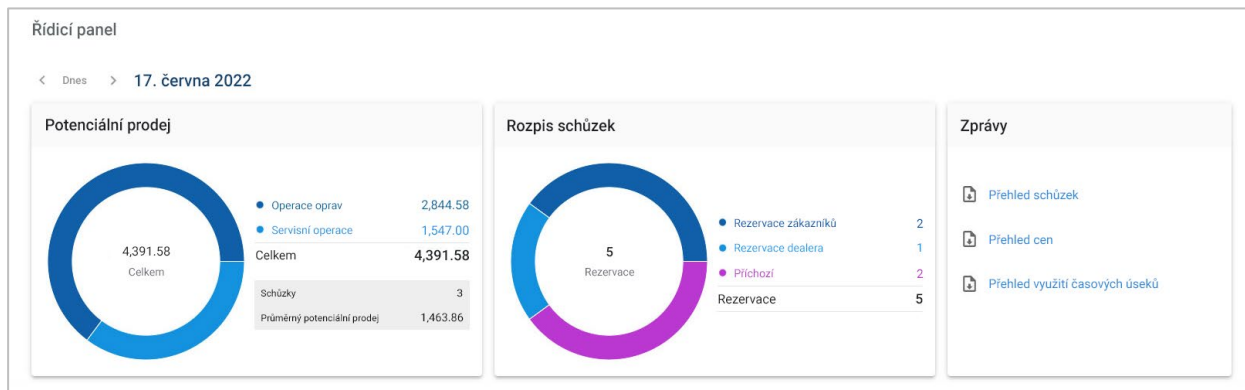 Řídicí panel
Dnes
17. června 2022
Potenciální prodej
4,391.58
Celkem
Operace oprav 2,844.58
Servisní operace 1,547.00
Celkem 4,391.58
Schůzky 3
Průměrný potenciální prodej 1,463.86
Rozpis schůzek
5
Rezervace
Rezervace zákazníků 2
Rezervace dealera 1
Příchozí 2
Rezervace 5
Zprávy
Přehled schůzek
Přehled cen
Přehled využití časových úseků